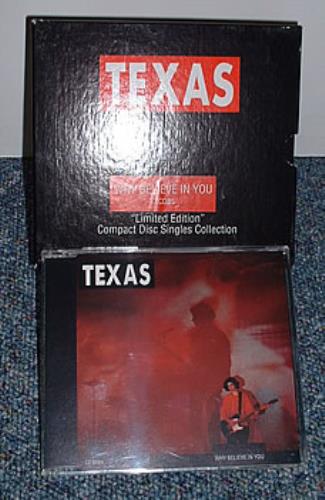 TEXAS
WHY BELIEVE IN YOU
"Limited Edition"
Compact Disc Singles Collection
TEXAS
WHY BELIEVE IN YOU